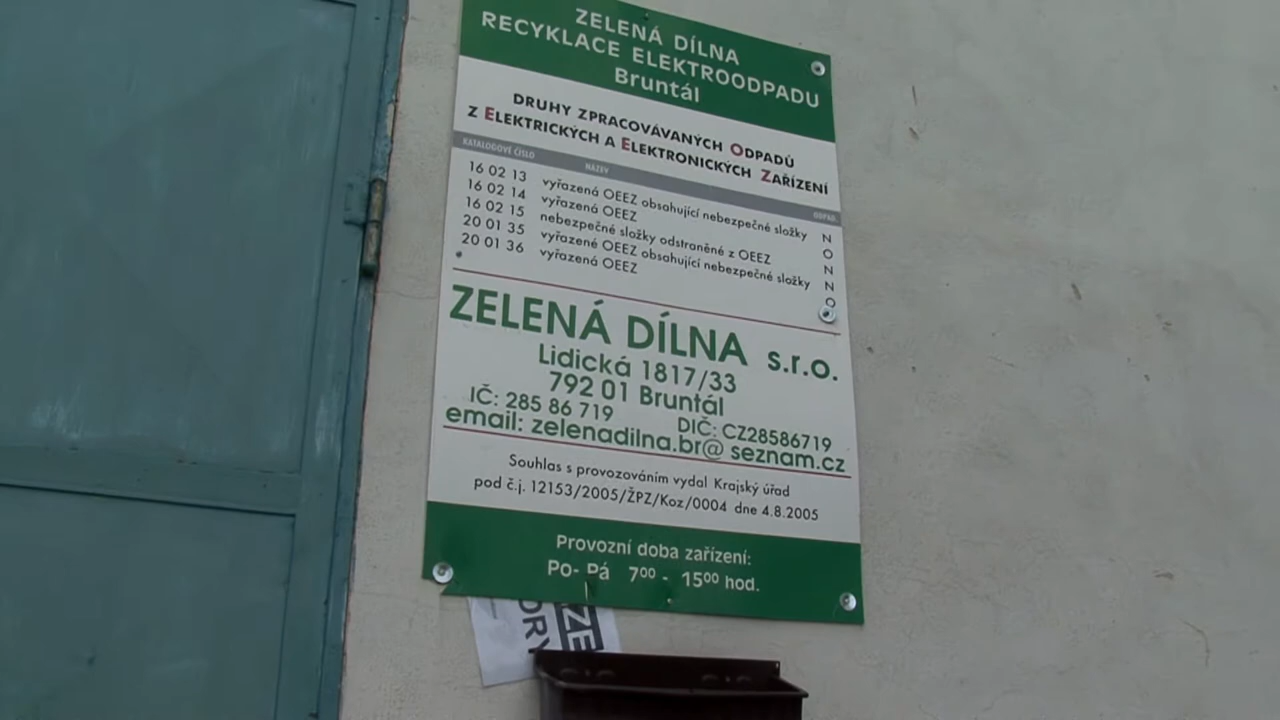 ZELENÁ DÍLNA
RECYKLACE ELEKTROODPADU
Bruntál
DRUHY ZPRACOVÁVANÝCH ODPADŮ
Z ELEKTRICKÝCH A ELEKTRONICKÝCH ZAŘÍZENÍ
KATALOGOVÉ ČÍSLO NÁZEV ODPAD.
16 02 13 vyřazená OEEZ obsahující nebezpečné složky N
16 02 14 vyřazená OEEZ O
16 02 15 nebezpečné složky odstraněné z OEEZ N
20 01 35 vyřazené OEEZ obsahující nebezpečné složky N
20 01 36 vyřazená OEEZ O
ZELENÁ DÍLNA s.r.o.
Lidická 1817/33
792 01 Bruntál
IČ: 285 86 719 DIČ: CZ28586719
email: zelenadilna.br@ seznam.cz
Souhlas s provozováním vydal Krajský úřad
pod č.j. 12153/2005/ŽPZ/Koz/0004 dne 4.8.2005
Provozní doba zařízení:
Po- Pá 7⁰⁰ - 15⁰⁰ hod.